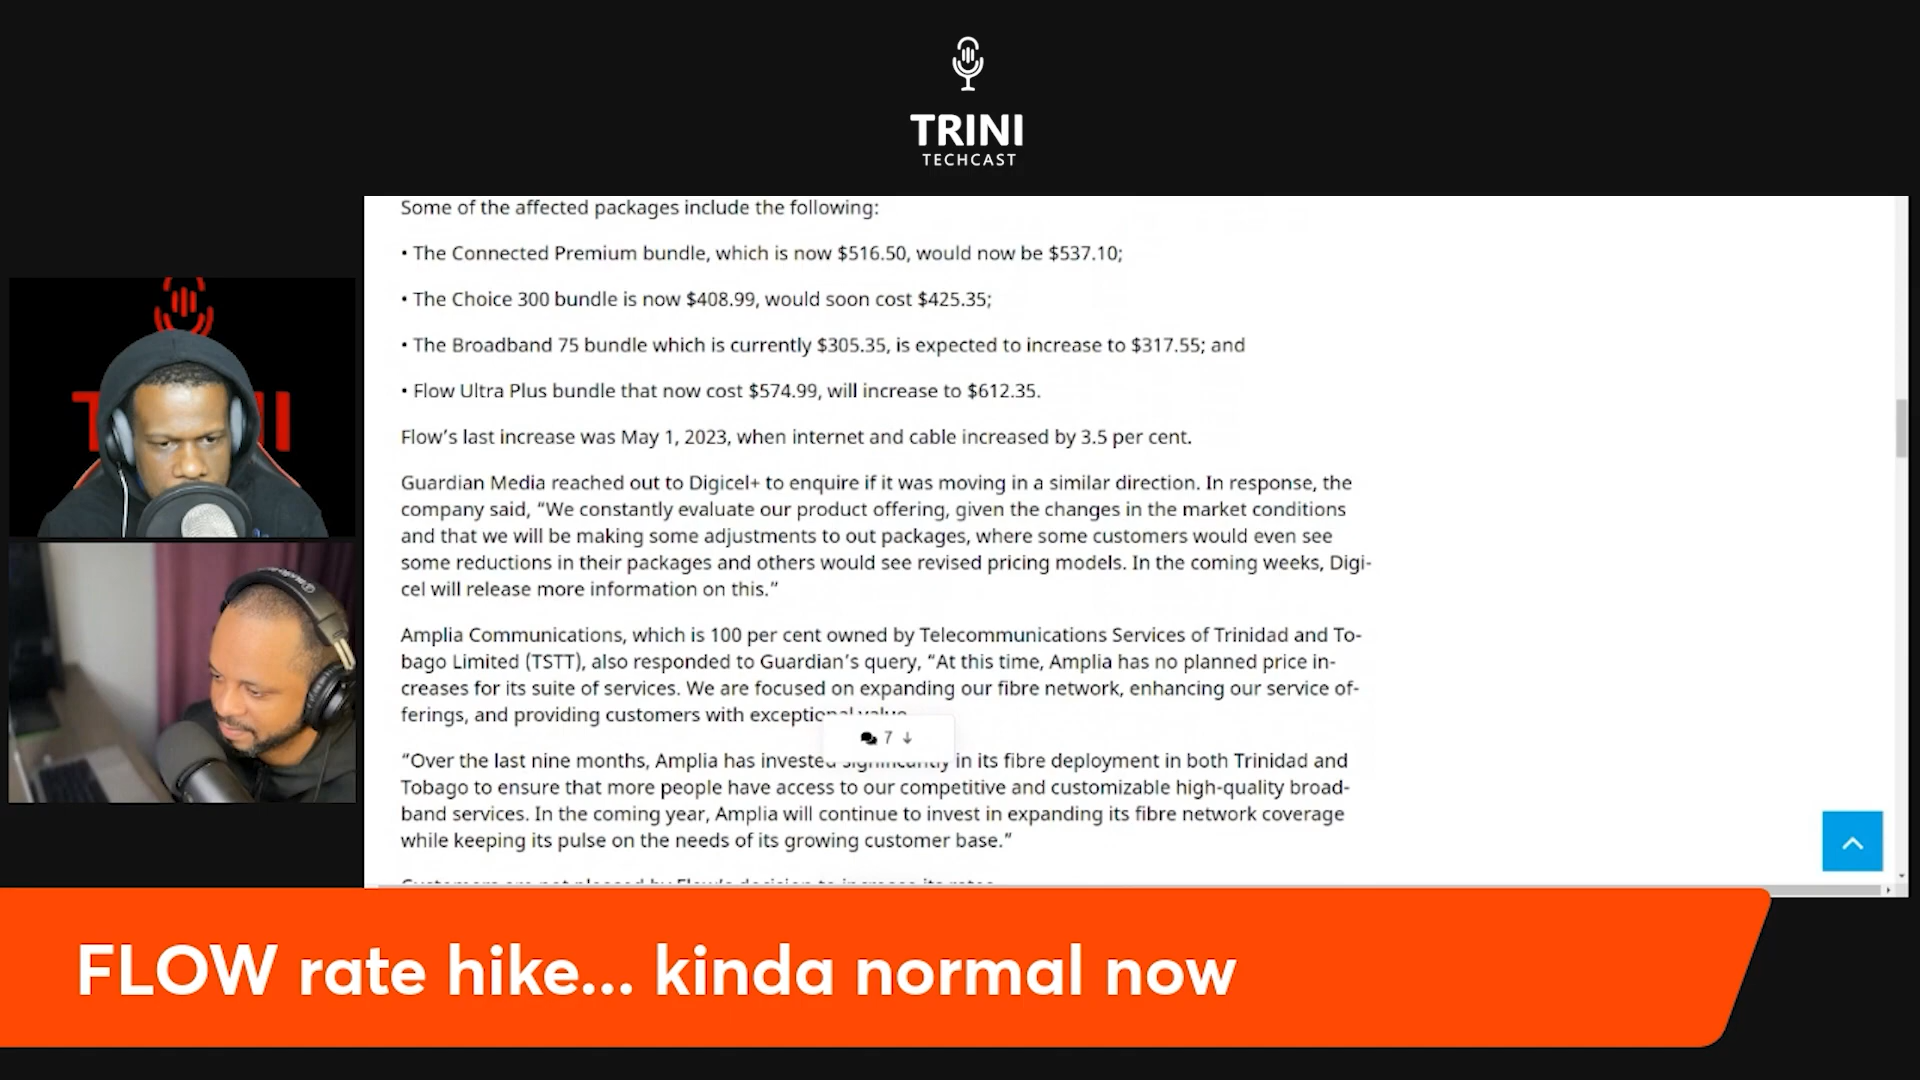 TRINI
TECHCAST
Some of the affected packages include the following:
• The Connected Premium bundle, which is now $516.50, would now be $537.10;
• The Choice 300 bundle is now $408.99, would soon cost $425.35;
• The Broadband 75 bundle which is currently $305.35, is expected to increase to $317.55; and
• Flow Ultra Plus bundle that now cost $574.99, will increase to $612.35.
Flow’s last increase was May 1, 2023, when internet and cable increased by 3.5 per cent.
Guardian Media reached out to Digicel+ to enquire if it was moving in a similar direction. In response, the
company said, “We constantly evaluate our product offering, given the changes in the market conditions
and that we will be making some adjustments to out packages, where some customers would even see
some reductions in their packages and others would see revised pricing models. In the coming weeks, Digi-
cel will release more information on this.”
Amplia Communications, which is 100 per cent owned by Telecommunications Services of Trinidad and To-
bago Limited (TSTT), also responded to Guardian’s query, “At this time, Amplia has no planned price in-
creases for its suite of services. We are focused on expanding our fibre network, enhancing our service of-
ferings, and providing customers with exceptional value.
7
“Over the last nine months, Amplia has invested significantly in its fibre deployment in both Trinidad and
Tobago to ensure that more people have access to our competitive and customizable high-quality broad-
band services. In the coming year, Amplia will continue to invest in expanding its fibre network coverage
while keeping its pulse on the needs of its growing customer base.”
Customers are not pleased by Flow’s decision to increase its rates
FLOW rate hike... kinda normal now